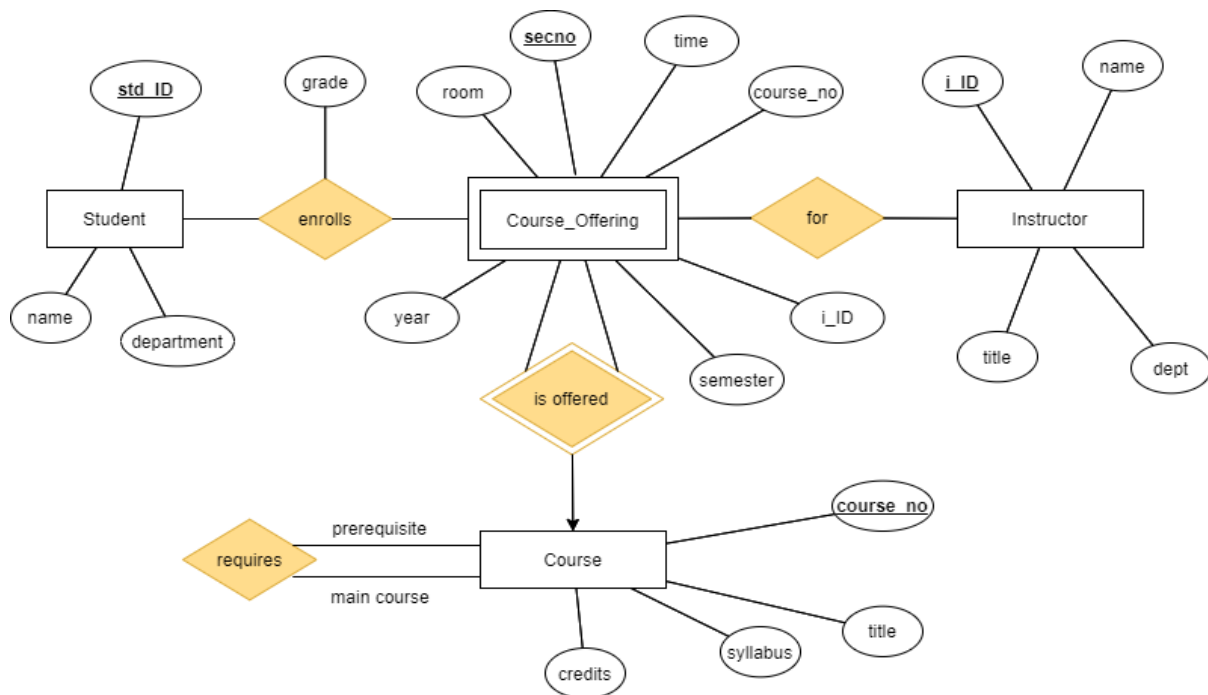 secno
time
std_ID
grade
room
course_no
i_ID
name
Student
enrolls
Course_Offering
for
Instructor
name
department
year
i_ID
semester
title
dept
is offered
prerequisite
course_no
requires
Course
main course
title
syllabus
credits